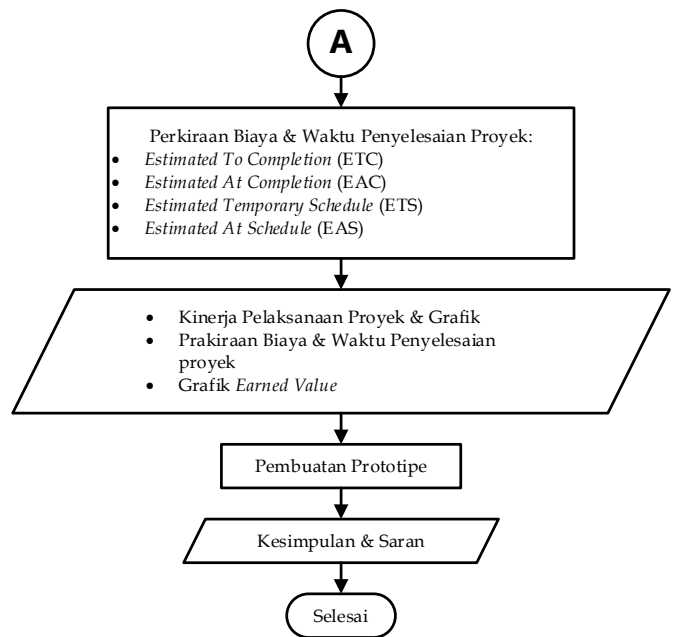 A
Perkiraan Biaya & Waktu Penyelesaian Proyek:
• Estimated To Completion (ETC)
• Estimated At Completion (EAC)
• Estimated Temporary Schedule (ETS)
• Estimated At Schedule (EAS)
• Kinerja Pelaksanaan Proyek & Grafik
• Prakiraan Biaya & Waktu Penyelesaian
proyek
• Grafik Earned Value
Pembuatan Prototipe
Kesimpulan & Saran
Selesai